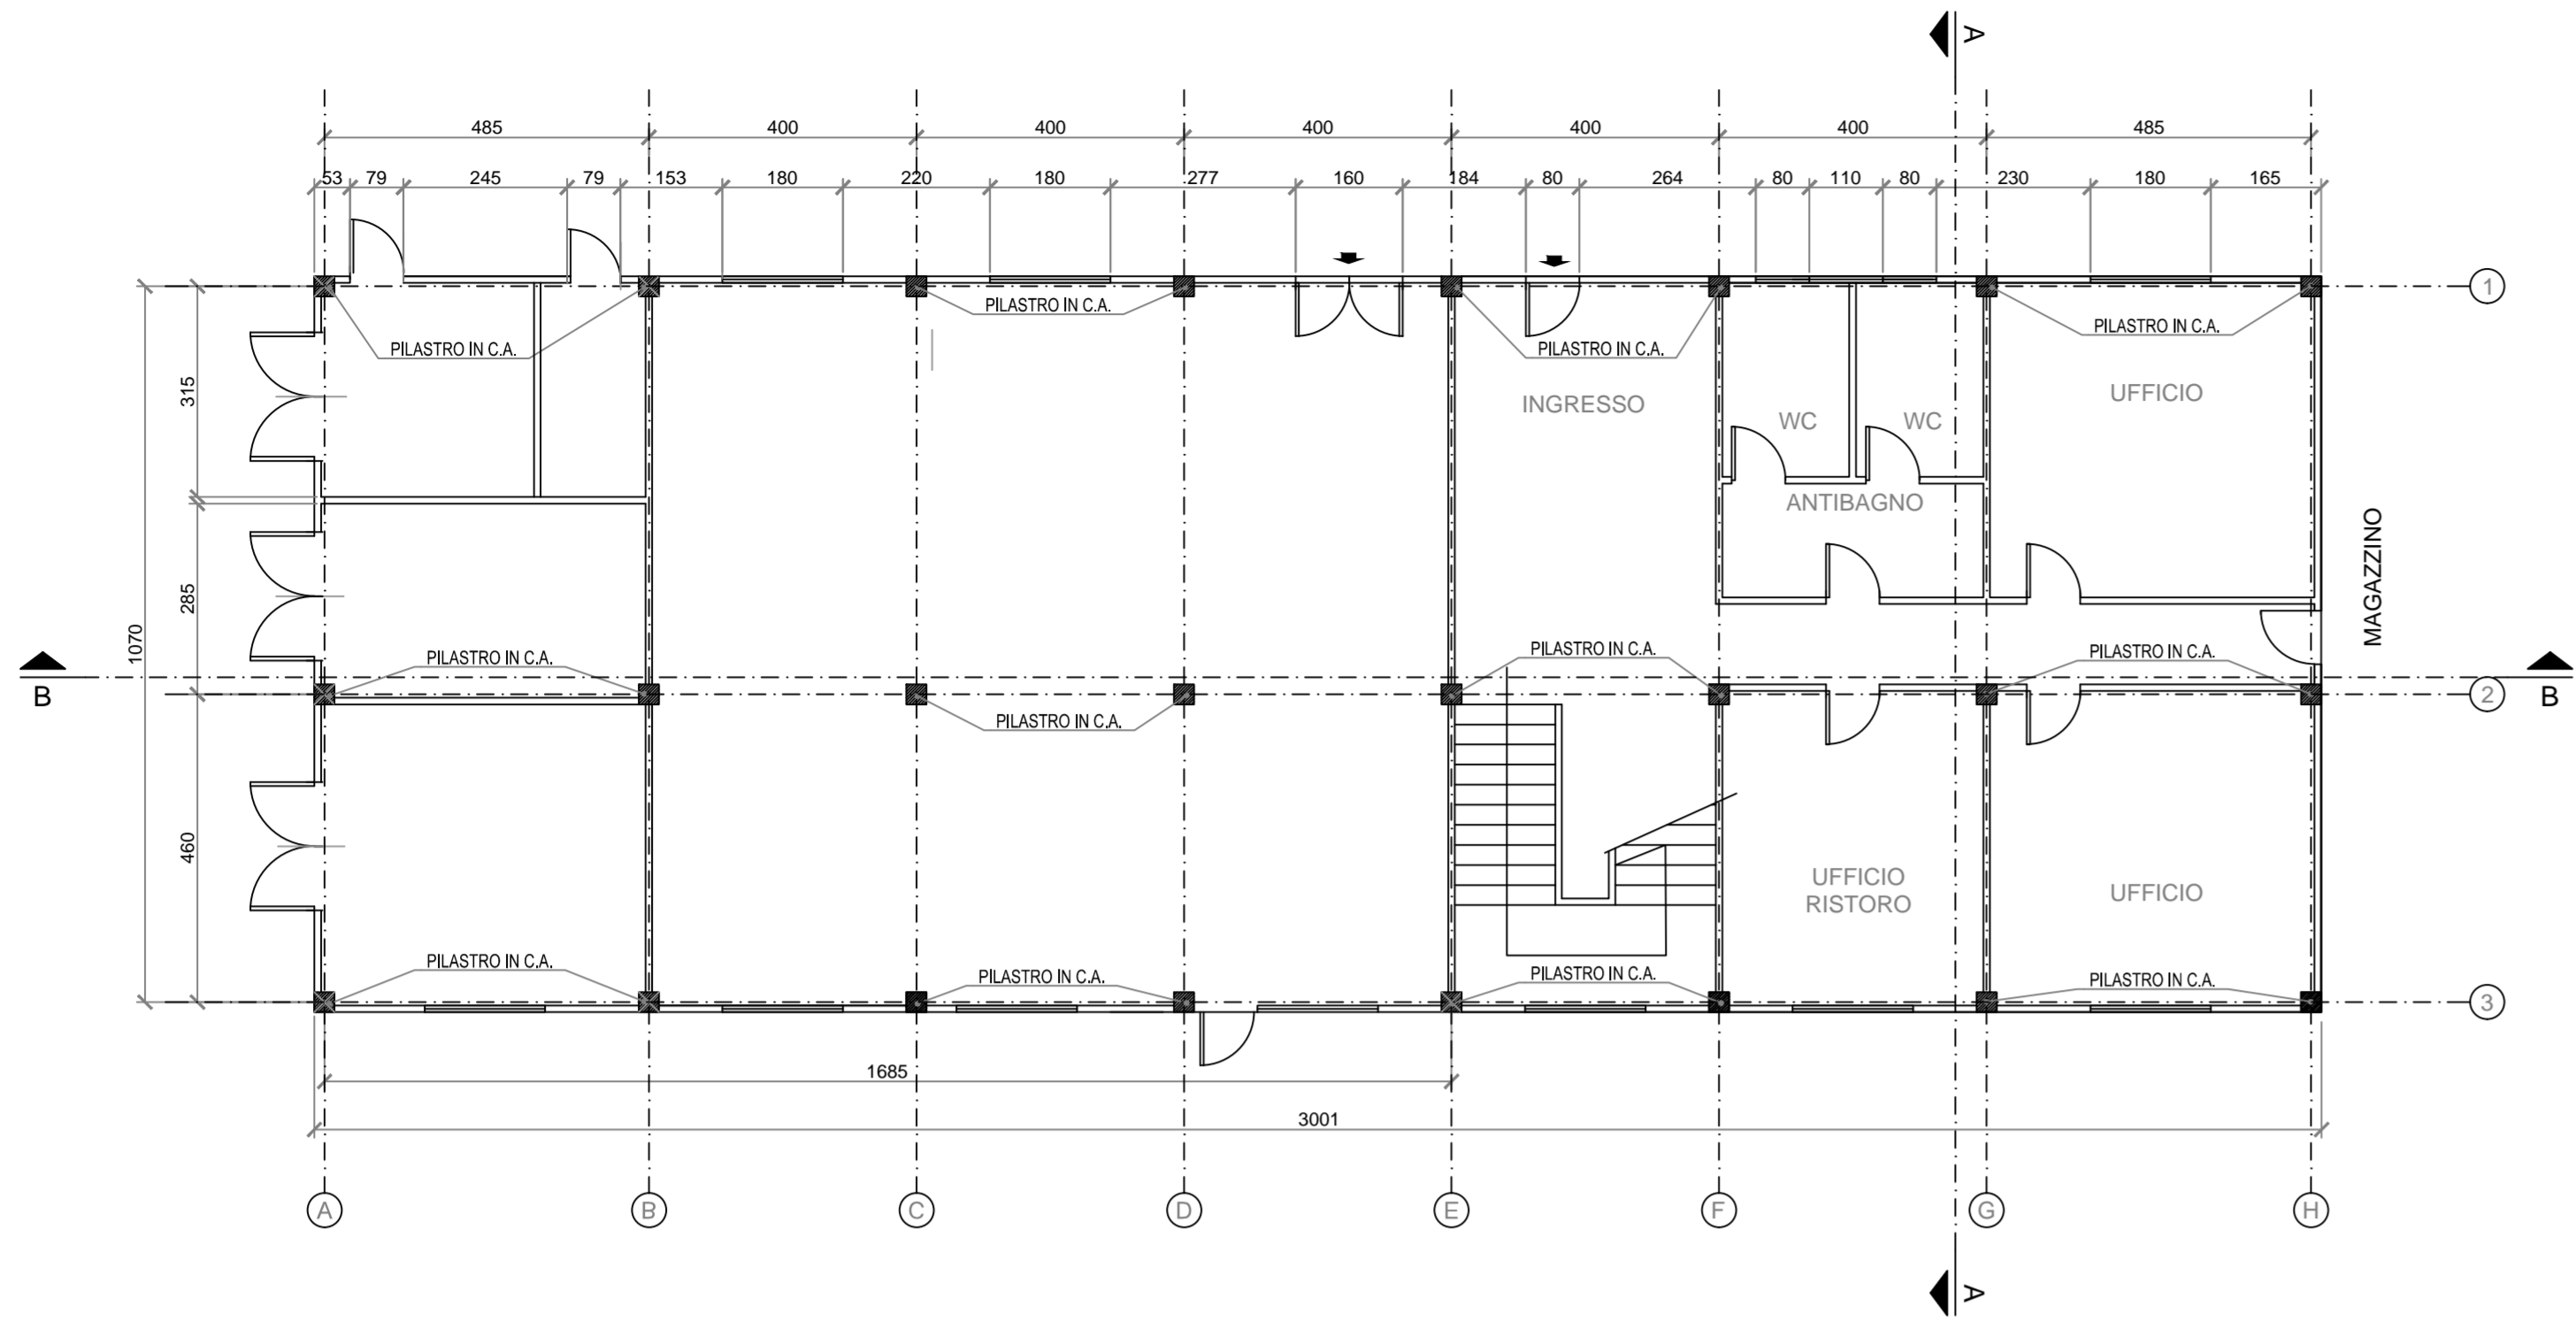 A
485
400
400
400
400
400
485
53
79
245
79
153
180
220
180
277
160
184
80
264
80
110
80
230
180
165
1
PILASTRO IN C.A.
PILASTRO IN C.A.
PILASTRO IN C.A.
PILASTRO IN C.A.
315
INGRESSO
WC
WC
UFFICIO
ANTIBAGNO
MAGAZZINO
285
1070
PILASTRO IN C.A.
PILASTRO IN C.A.
PILASTRO IN C.A.
B
2
B
PILASTRO IN C.A.
460
UFFICIO
RISTORO
UFFICIO
PILASTRO IN C.A.
PILASTRO IN C.A.
PILASTRO IN C.A.
PILASTRO IN C.A.
3
1685
3001
A
B
C
D
E
F
G
H
A